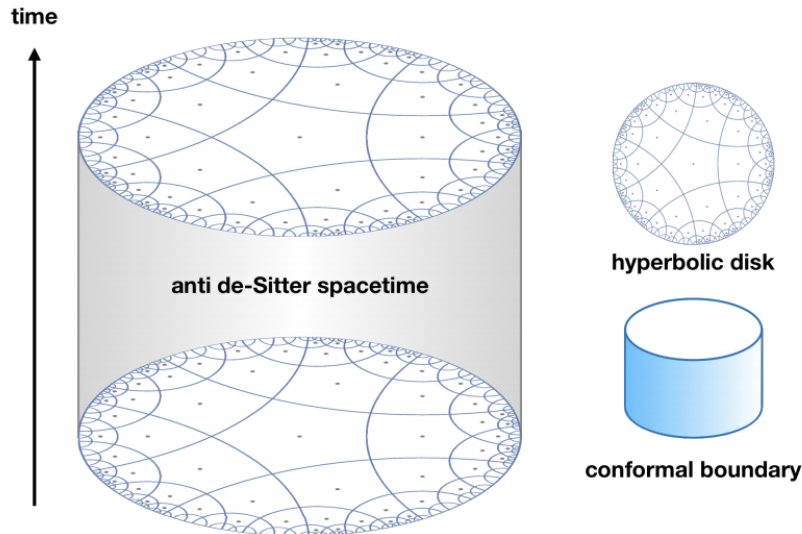 time
anti de-Sitter spacetime
hyperbolic disk
conformal boundary